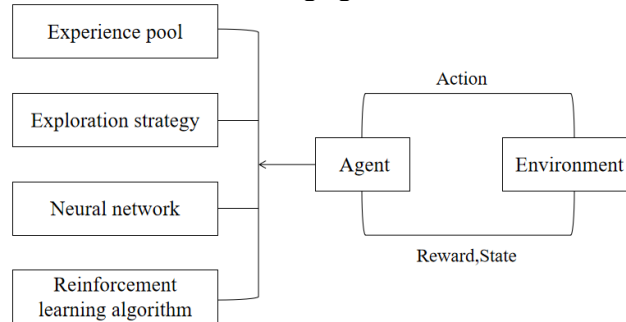 Experience pool
Exploration strategy
Neural network
Reinforcement
learning algorithm
Agent
Action
Environment
Reward,State